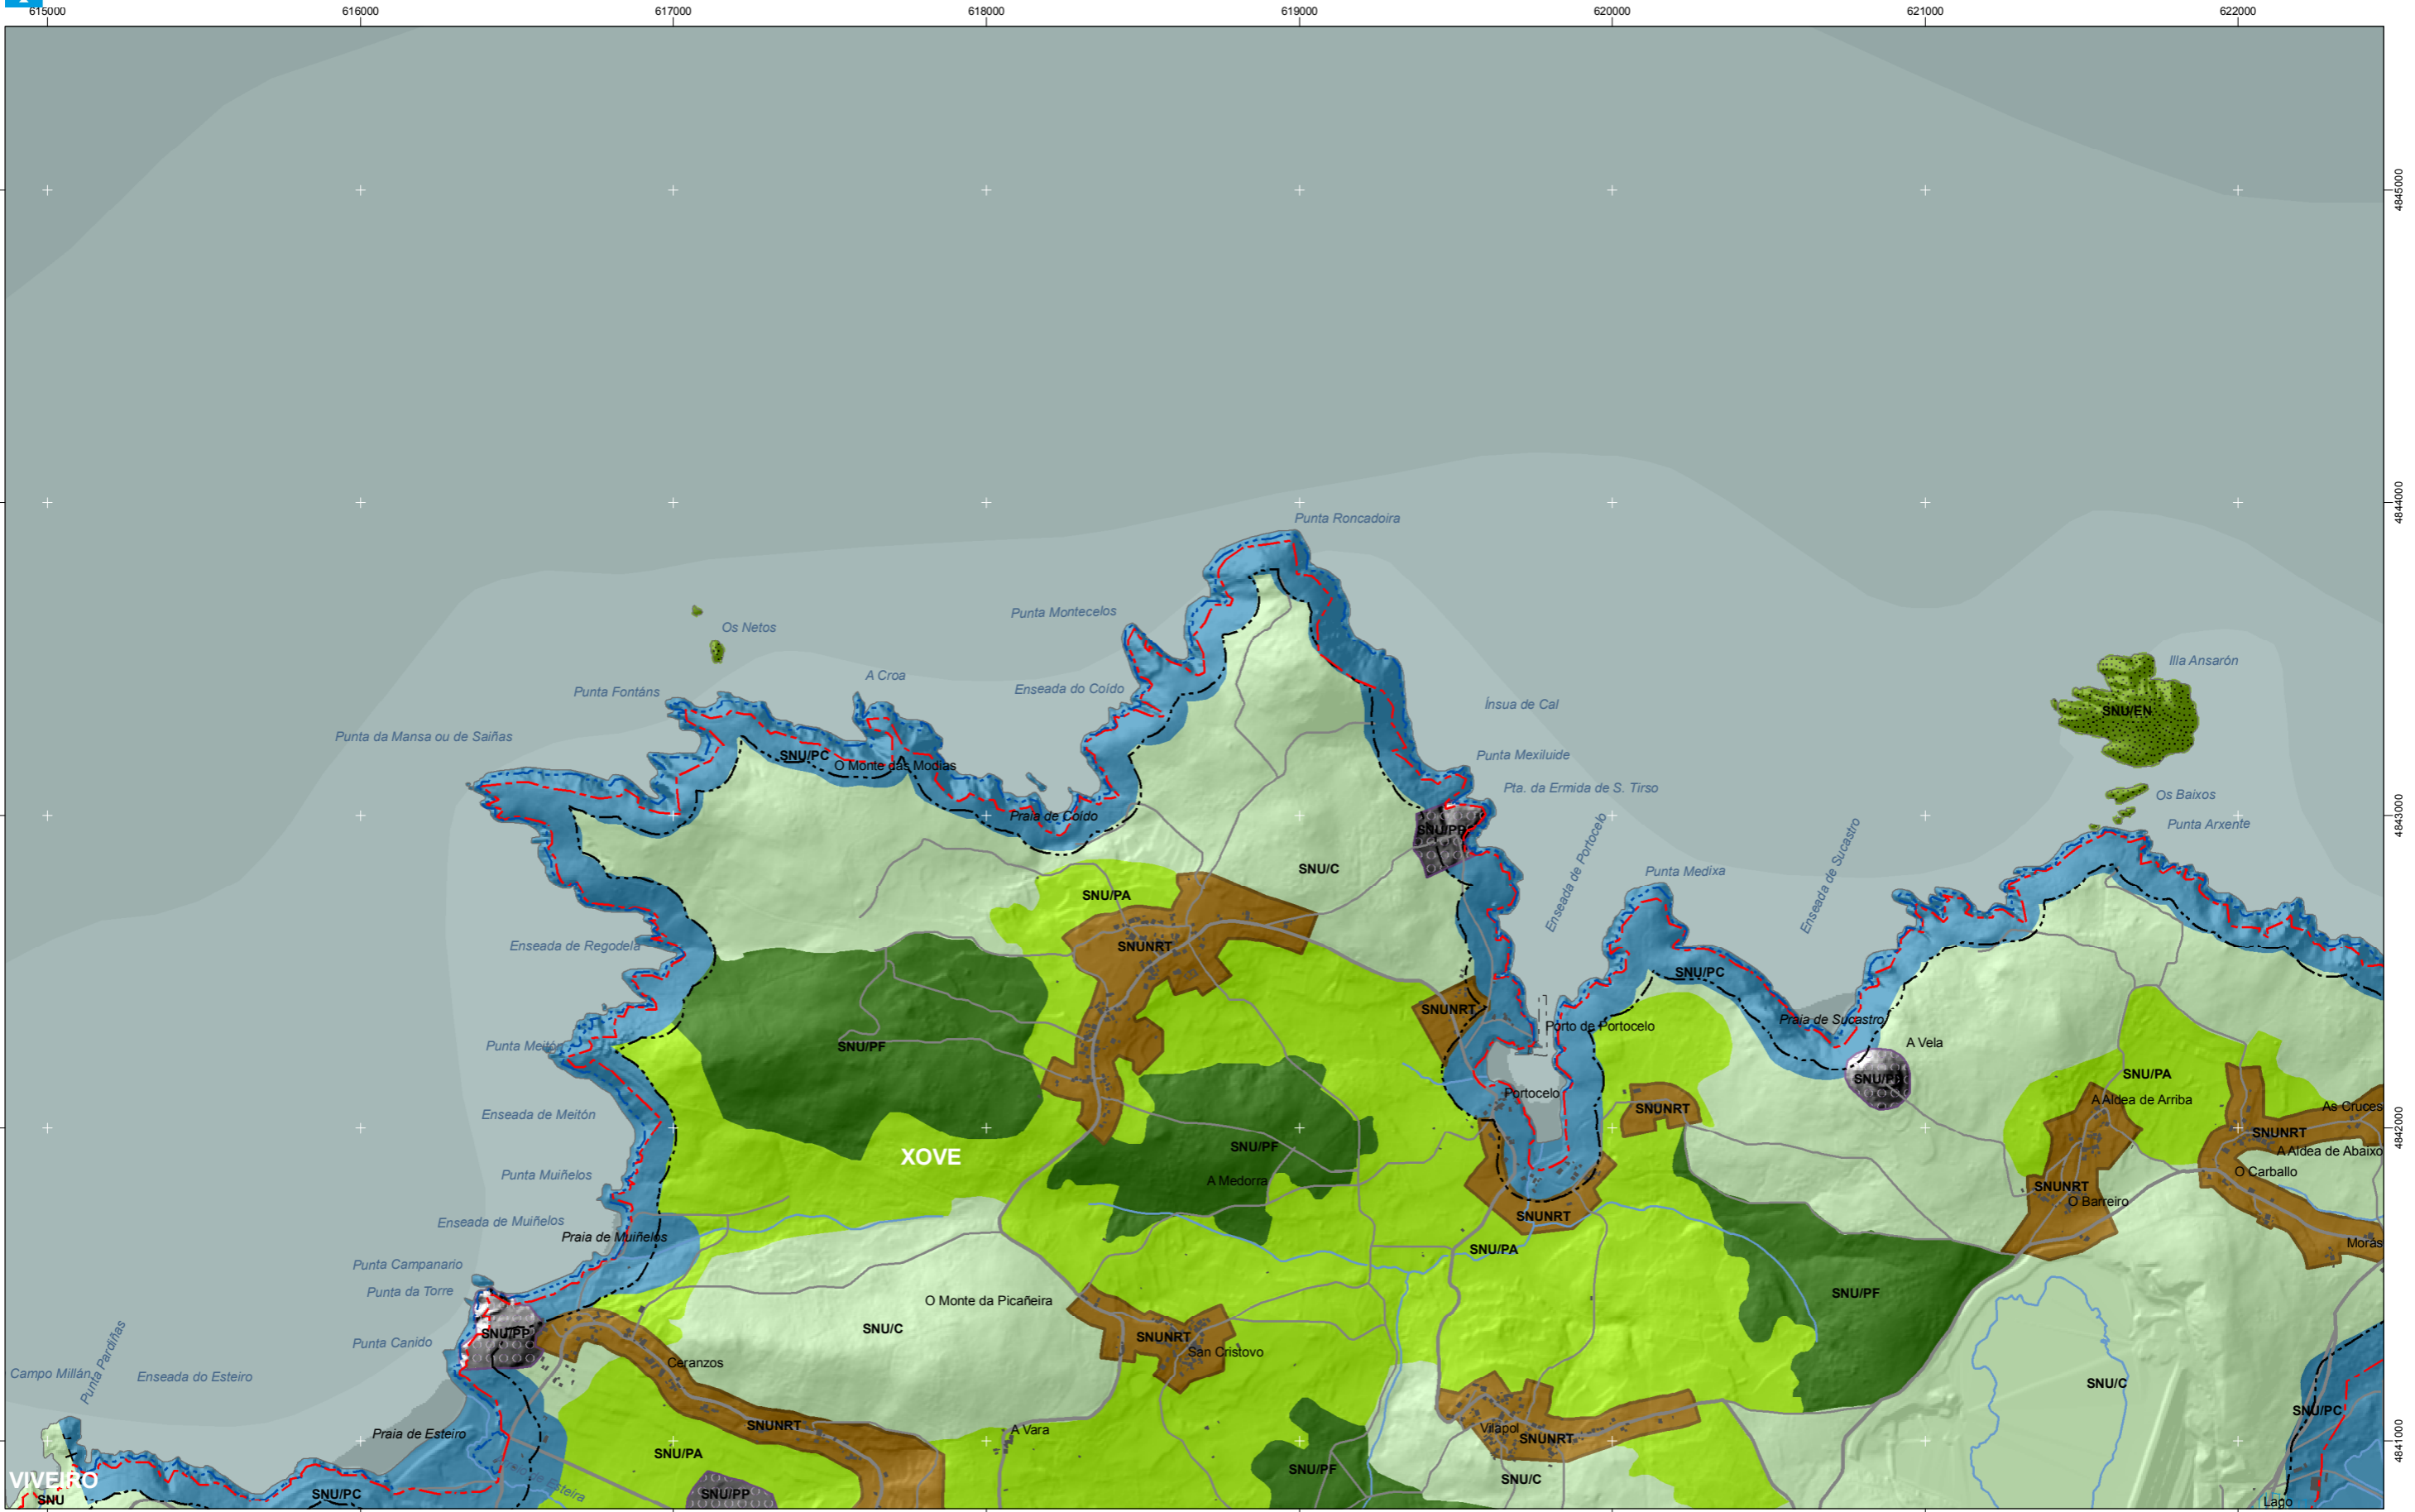 615000 616000 617000 618000 619000 620000 621000 622000
4845000
4844000
Punta Roncadoira
Punta Montecelos
Os Netos
Illa Ansarón
A Croa
Punta Fontáns
Enseada do Coído
Ínsua de Cal
SNU/EN
Punta da Mansa ou de Saiñas
SNU/PC
Punta Mexiluide
O Monte das Modias
Pta. da Ermida de S. Tirso
Os Baixos
4843000
Praia de Coído
Punta Arxente
SNU/PP
Enseada de Portocelo
Enseada de Sucastro
SNU/C
Punta Medixa
SNU/PA
Enseada de Regodela
SNUNRT
SNU/PC
SNUNRT
Praia de Sucastro
Porto de Portocelo
A Vela
Punta Meitón
SNU/PF
SNU/PA
SNU/PP
Portocelo
A Aldea de Arriba
As Cruces
SNUNRT
Enseada de Meitón
4842000
SNUNRT
SNU/PF
A Aldea de Abaixo
XOVE
O Carballo
Punta Muiñelos
A Medorra
SNUNRT
O Barreiro
SNUNRT
Enseada de Muiñelos
Praia de Muiñelos
Morás
SNU/PA
Punta Campanario
Punta da Torre
SNU/PF
O Monte da Picañeira
SNU/C
SNU/PP
SNUNRT
Punta Canido
San Cristovo
Ceranzos
Campo Millán
Punta Pardiñas
Enseada do Esteiro
SNU/C
SNU/PC
SNUNRT
Vilapol
A Vara
Praia de Esteiro
SNUNRT
4841000
SNU/PA
SNU/PF
VIVEIRO
SNU/C
SNU/PC
SNU/PP
SNU
Lago